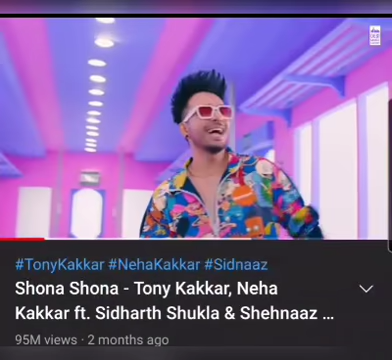 #TonyKakkar #NehaKakkar #Sidnaaz
Shona Shona - Tony Kakkar, Neha
Kakkar ft. Sidharth Shukla & Shehnaaz ...
95M views · 2 months ago